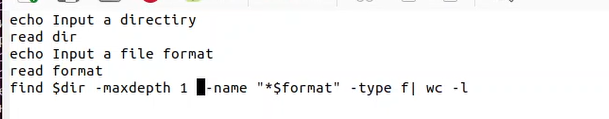 echo Input a directiry
read dir
echo Input a file format
read format
find $dir -maxdepth 1 -name "*$format" -type f| wc -l